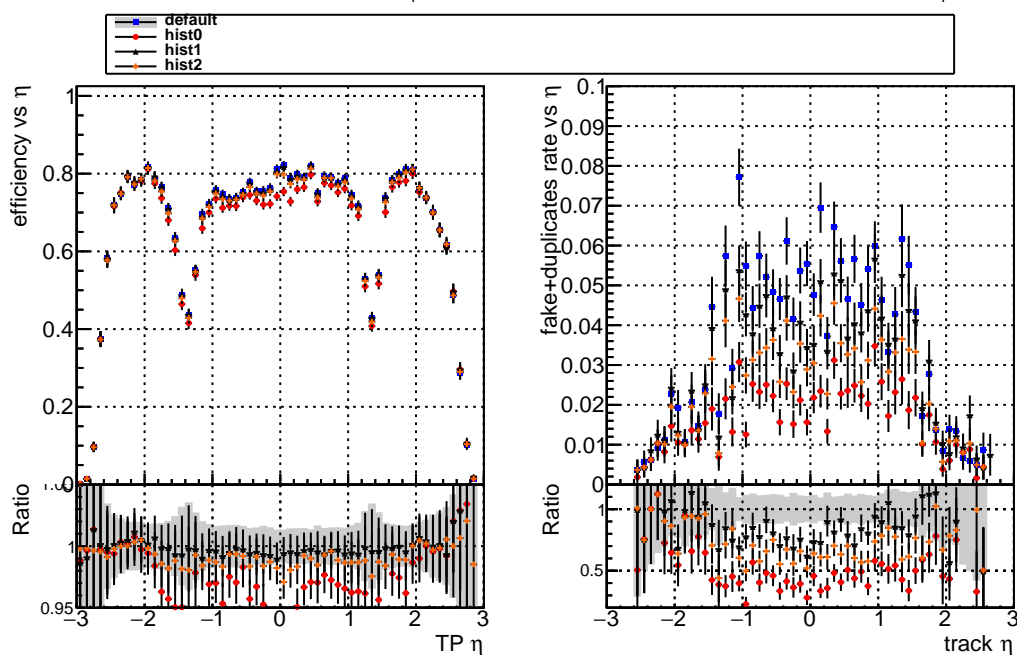 default
hist0
hist1
hist2
efficiency vs η
1
0.8
0.6
0.4
0.2
0
Ratio
0.95
−3 −2 −1 0 1 2 3
TP η
fake+duplicates rate vs η
0.1
0.09
0.08
0.07
0.06
0.05
0.04
0.03
0.02
0.01
0
Ratio
1
0.5
−3 −2 −1 0 1 2 3
track η